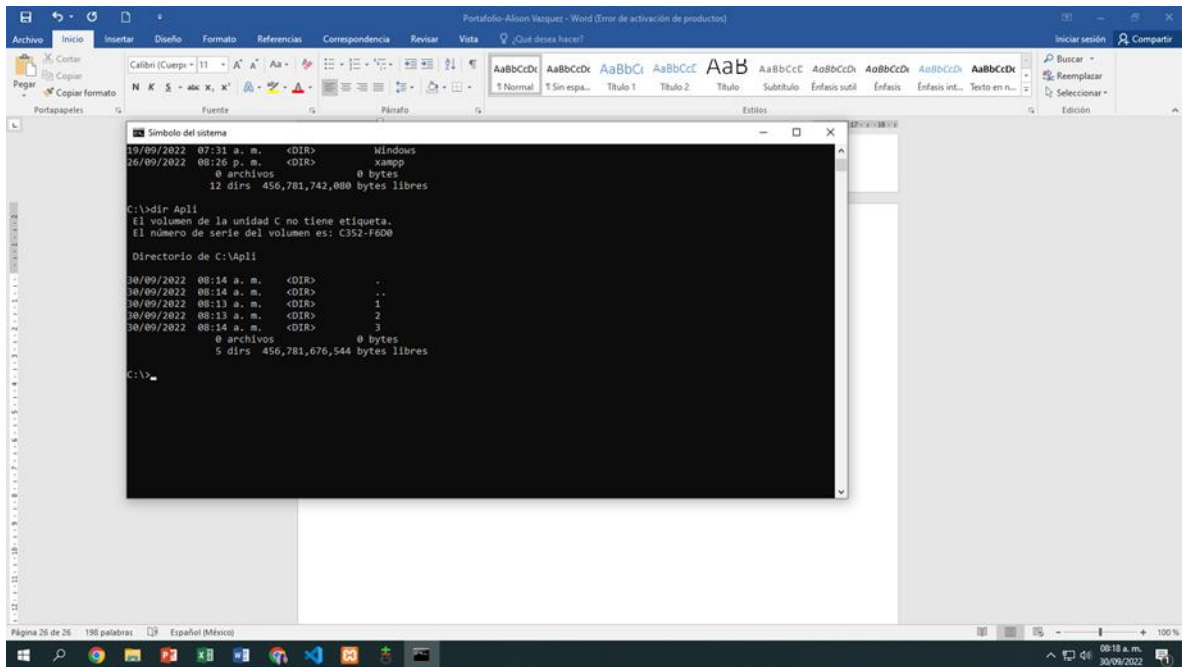 Portafolio-Alison Vazquez - Word (Error de activación de productos)
Archivo Inicio Insertar Diseño Formato Referencias Correspondencia Revisar Vista ¿Qué desea hacer? Iniciar sesión Compartir
Pegar Cortar Copiar Copiar formato
Calibri (Cuerpo 11
N K S abc x, x'
AaBbCcDc AaBbCcDc AaBbCc AaBbCcC AaB AaBbCcC AaBbCcDc AaBbCcDc AaBbCcDc AaBbCcDc
¶ Normal ¶ Sin espa... Título 1 Título 2 Título Subtítulo Énfasis sutil Énfasis Énfasis int... Texto en n...
Buscar
Reemplazar
Seleccionar
Portapapeles Fuente Párrafo Estilos Edición
Símbolo del sistema
19/09/2022 07:31 a. m. <DIR> Windows
26/09/2022 08:26 p. m. <DIR> xampp
0 archivos 0 bytes
12 dirs 456,781,742,080 bytes libres
C:\>dir Apli
El volumen de la unidad C no tiene etiqueta.
El número de serie del volumen es: C352-F6D0
Directorio de C:\Apli
30/09/2022 08:14 a. m. <DIR> .
30/09/2022 08:14 a. m. <DIR> ..
30/09/2022 08:13 a. m. <DIR> 1
30/09/2022 08:13 a. m. <DIR> 2
30/09/2022 08:14 a. m. <DIR> 3
0 archivos 0 bytes
5 dirs 456,781,676,544 bytes libres
C:\>
Página 26 de 26 198 palabras Español (México) 100 %
08:18 a. m.
30/09/2022